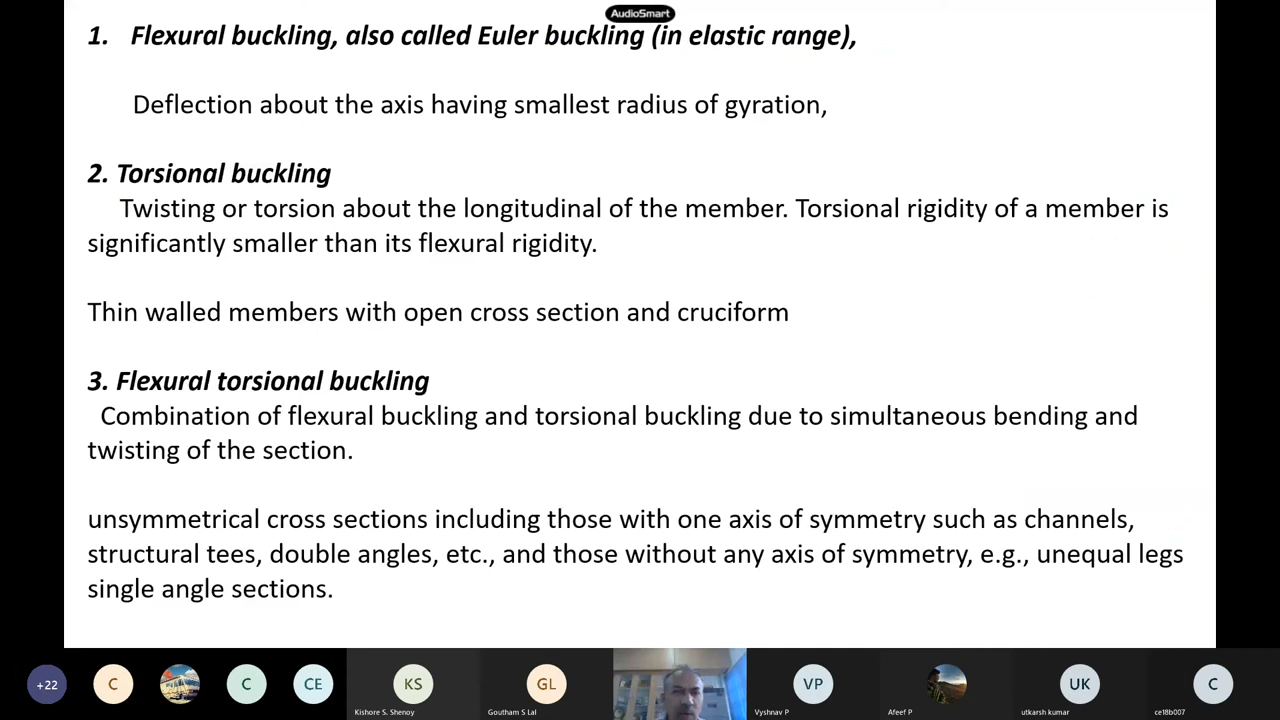 AudioSmart
1. Flexural buckling, also called Euler buckling (in elastic range),
Deflection about the axis having smallest radius of gyration,
2. Torsional buckling
Twisting or torsion about the longitudinal of the member. Torsional rigidity of a member is
significantly smaller than its flexural rigidity.
Thin walled members with open cross section and cruciform
3. Flexural torsional buckling
Combination of flexural buckling and torsional buckling due to simultaneous bending and
twisting of the section.
unsymmetrical cross sections including those with one axis of symmetry such as channels,
structural tees, double angles, etc., and those without any axis of symmetry, e.g., unequal legs
single angle sections.
+22 C C CE KS GL VP UK C
Kishore S. Shenoy Goutham S Lal Vyshnav P Afeef P utkarsh kumar ce18b007